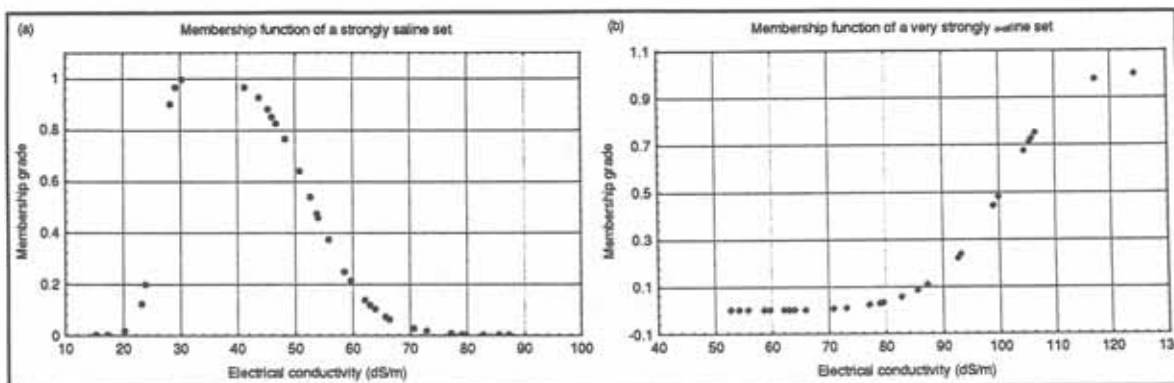 (a) Membership function of a strongly saline set
Membership grade
1
0.8
0.6
0.4
0.2
0
10 20 30 40 50 60 70 80 90 100
Electrical conductivity (dS/m)
(b) Membership function of a very strongly set
Membership grade
1.1
0.9
0.7
0.5
0.3
0.1
-0.1
40 50 60 70 80 90 100 110 120 13
Electrical conductivity (dS/m)